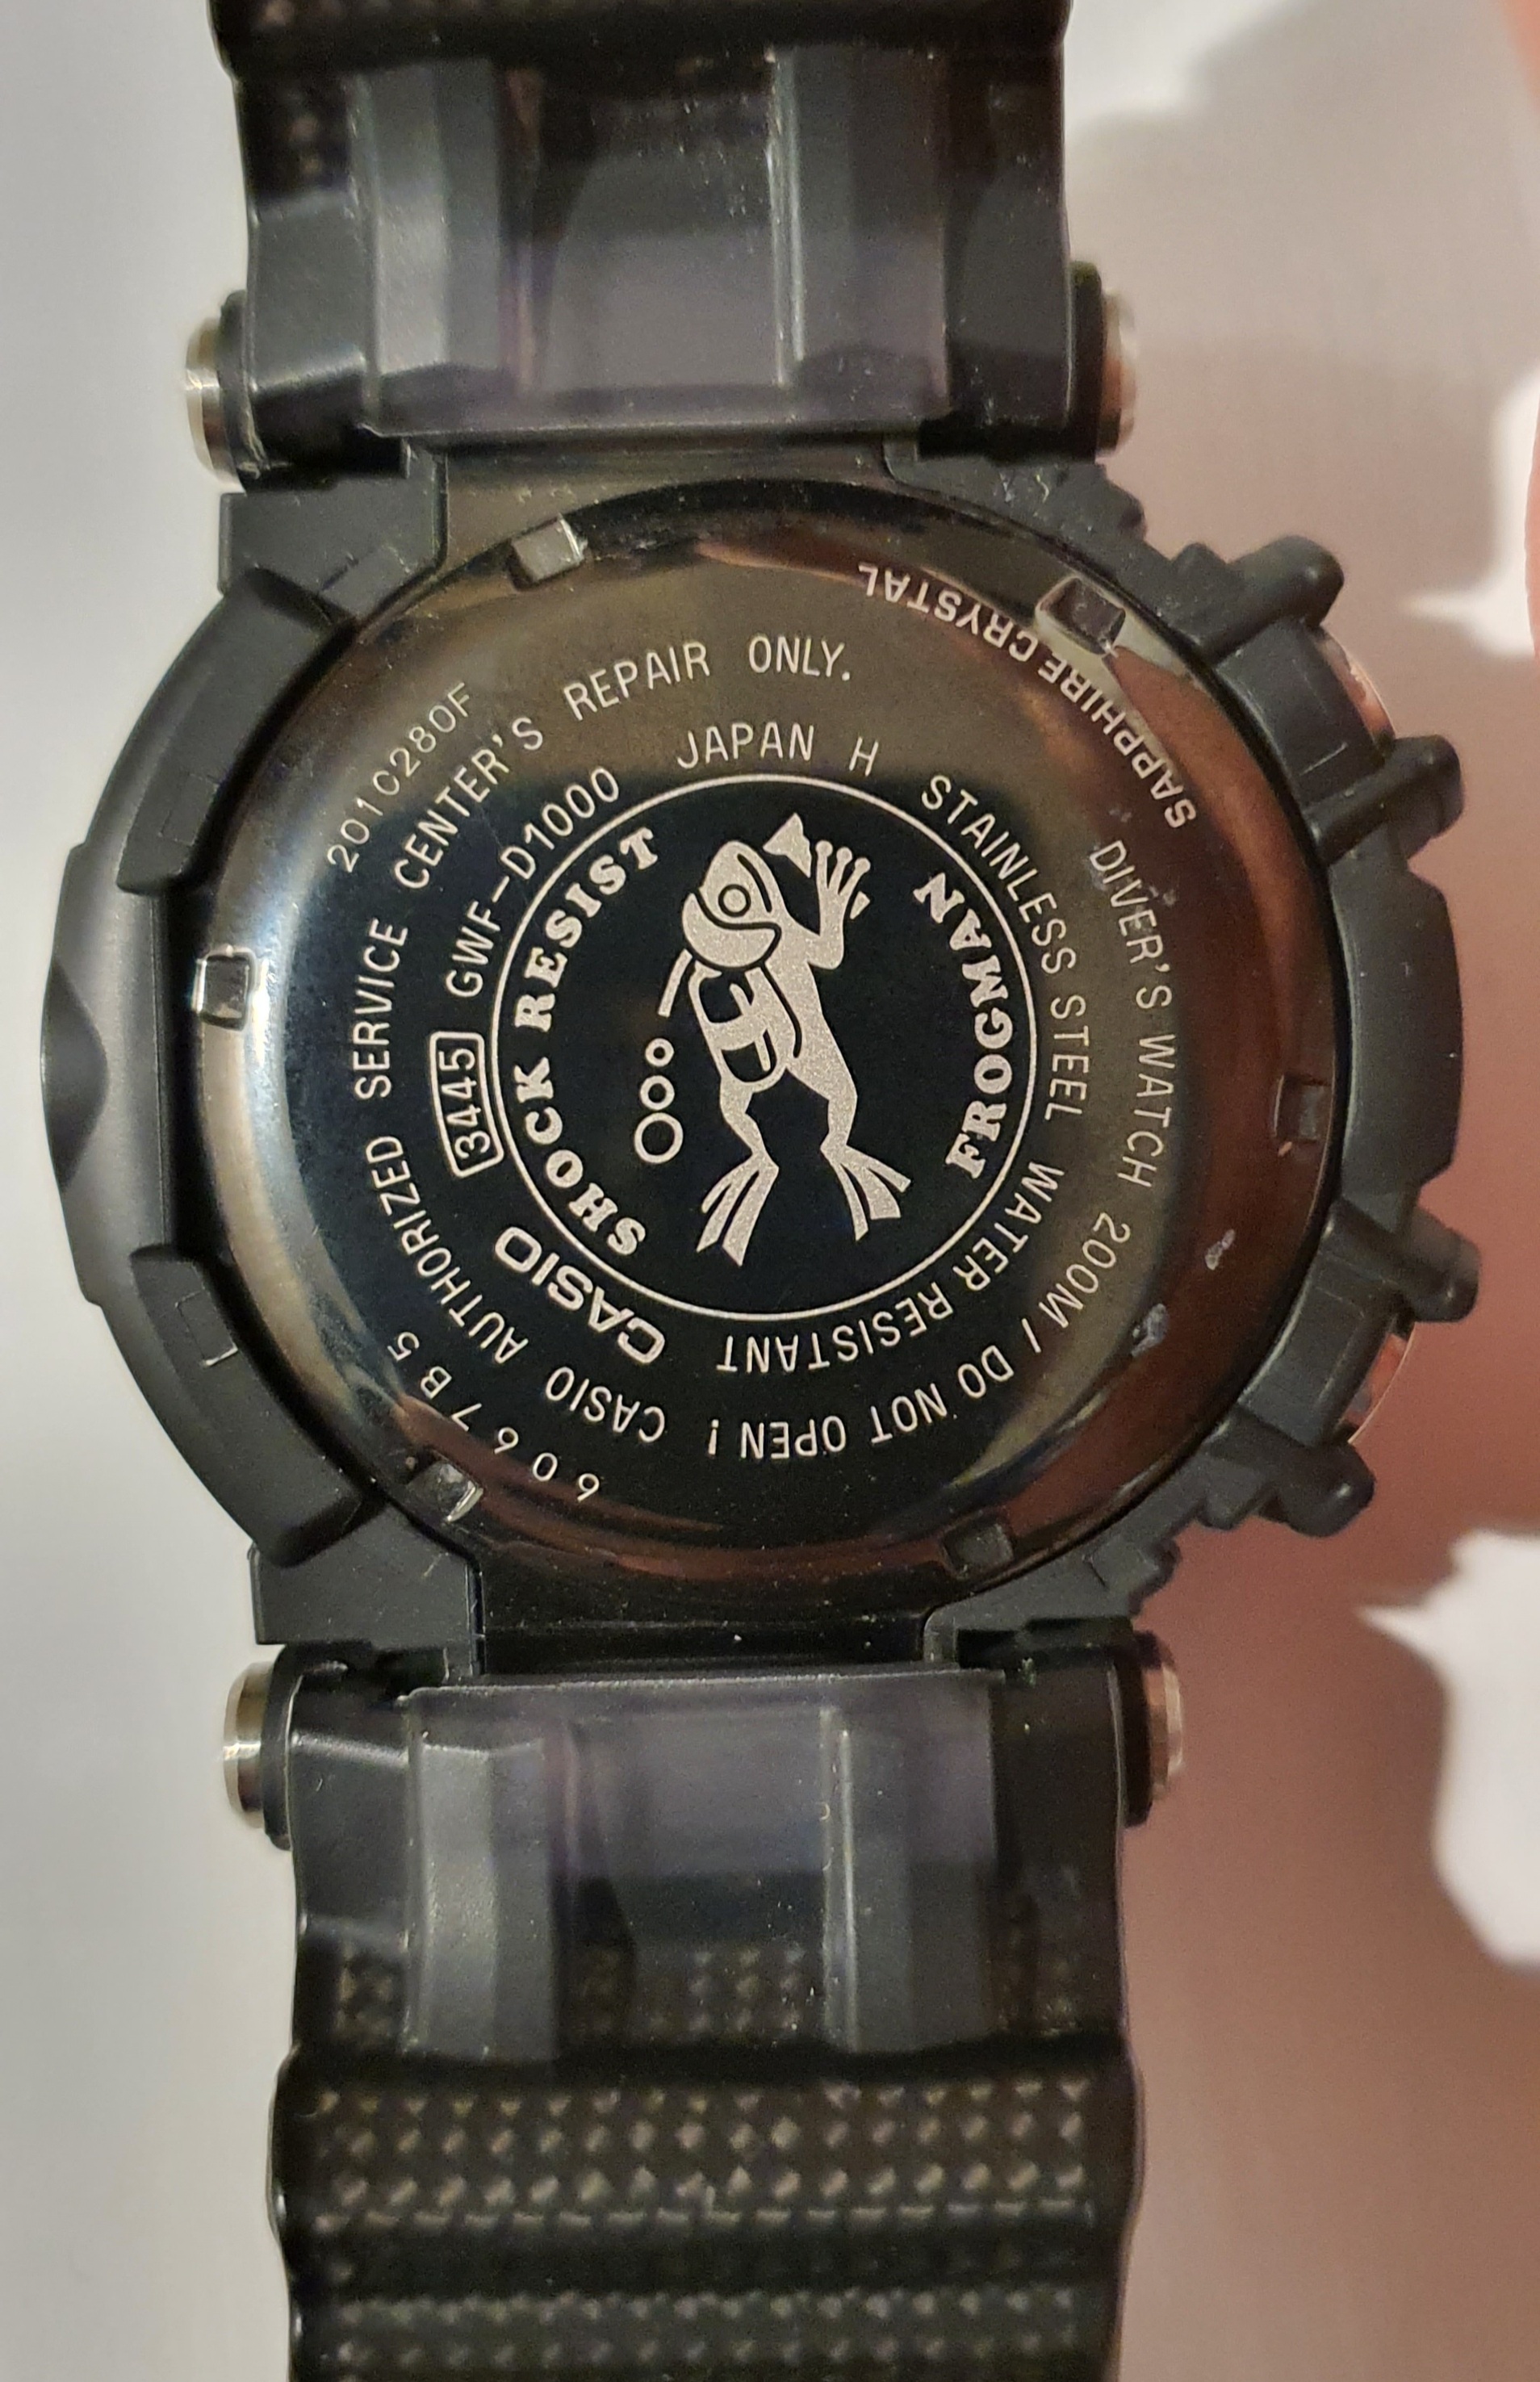 SAPPHIRE CRYSTAL
201C280F
DIVER'S WATCH 200M / DO NOT OPEN! CASIO AUTHORIZED SERVICE CENTER'S REPAIR ONLY.
6067B5
CASIO 3445 GWF-D1000 JAPAN H STAINLESS STEEL WATER RESISTANT
SHOCK RESIST
FROGMAN